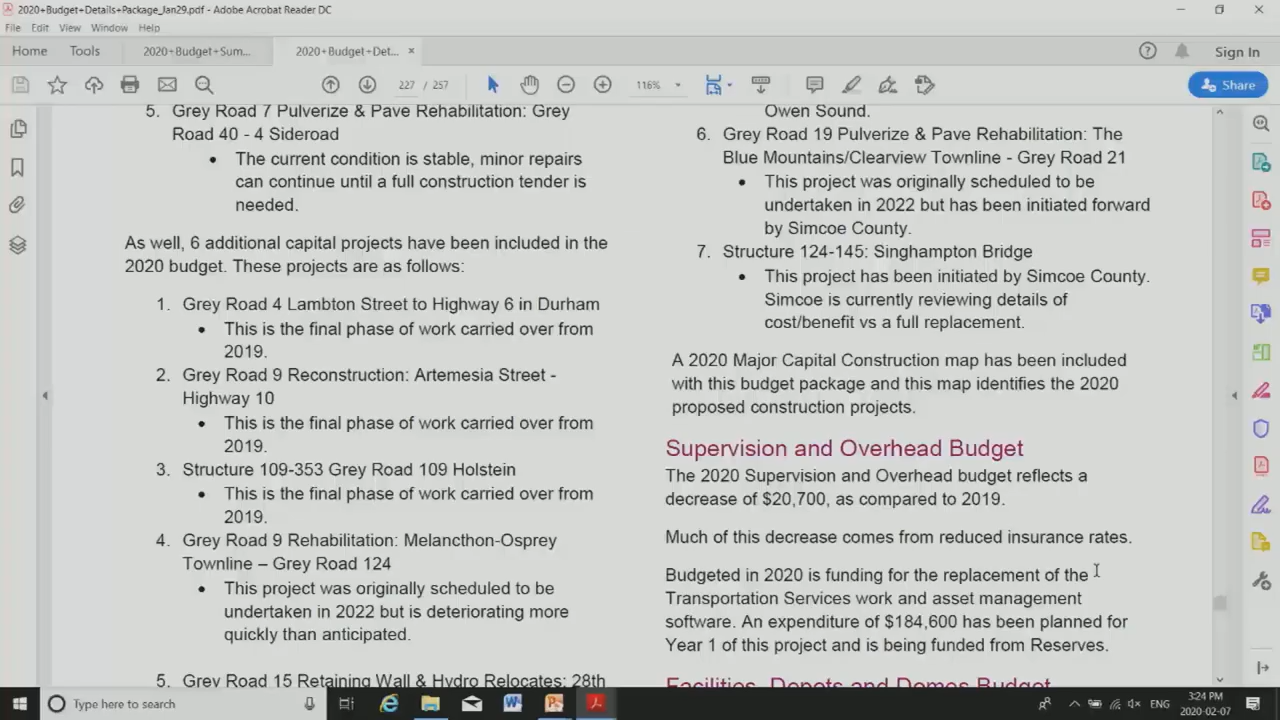 2020+Budget+Details+Package_Jan29.pdf - Adobe Acrobat Reader DC
File Edit View Window Help
Home Tools 2020+Budget+Sum... 2020+Budget+Det... × Sign In
227 / 257 116% Share
5. Grey Road 7 Pulverize & Pave Rehabilitation: Grey
Road 40 - 4 Sideroad
• The current condition is stable, minor repairs
can continue until a full construction tender is
needed.
As well, 6 additional capital projects have been included in the
2020 budget. These projects are as follows:
1. Grey Road 4 Lambton Street to Highway 6 in Durham
• This is the final phase of work carried over from
2019.
2. Grey Road 9 Reconstruction: Artemesia Street -
Highway 10
• This is the final phase of work carried over from
2019.
3. Structure 109-353 Grey Road 109 Holstein
• This is the final phase of work carried over from
2019.
4. Grey Road 9 Rehabilitation: Melancthon-Osprey
Townline – Grey Road 124
• This project was originally scheduled to be
undertaken in 2022 but is deteriorating more
quickly than anticipated.
5. Grey Road 15 Retaining Wall & Hydro Relocates: 28th
Owen Sound.
6. Grey Road 19 Pulverize & Pave Rehabilitation: The
Blue Mountains/Clearview Townline - Grey Road 21
• This project was originally scheduled to be
undertaken in 2022 but has been initiated forward
by Simcoe County.
7. Structure 124-145: Singhampton Bridge
• This project has been initiated by Simcoe County.
Simcoe is currently reviewing details of
cost/benefit vs a full replacement.
A 2020 Major Capital Construction map has been included
with this budget package and this map identifies the 2020
proposed construction projects.
Supervision and Overhead Budget
The 2020 Supervision and Overhead budget reflects a
decrease of $20,700, as compared to 2019.
Much of this decrease comes from reduced insurance rates.
Budgeted in 2020 is funding for the replacement of the
Transportation Services work and asset management
software. An expenditure of $184,600 has been planned for
Year 1 of this project and is being funded from Reserves.
Facilities, Depots and Domes Budget
Type here to search
ENG
3:24 PM
2020-02-07